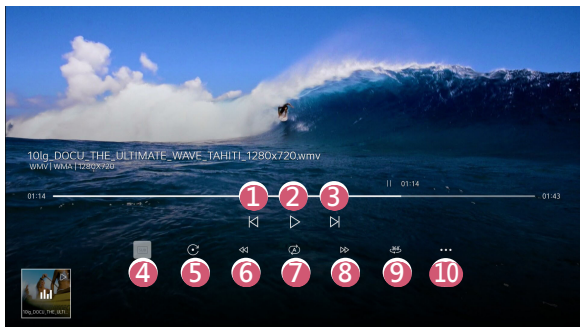 10lg_DOCU_THE_ULTIMATE_WAVE_TAHITI_1280x720.wmv
WMV | WMA | 1280X720
01:14
01:14
01:43
1 2 3
4 5 6 7 8 9 10
10g_DOCU_THE_ULTI...